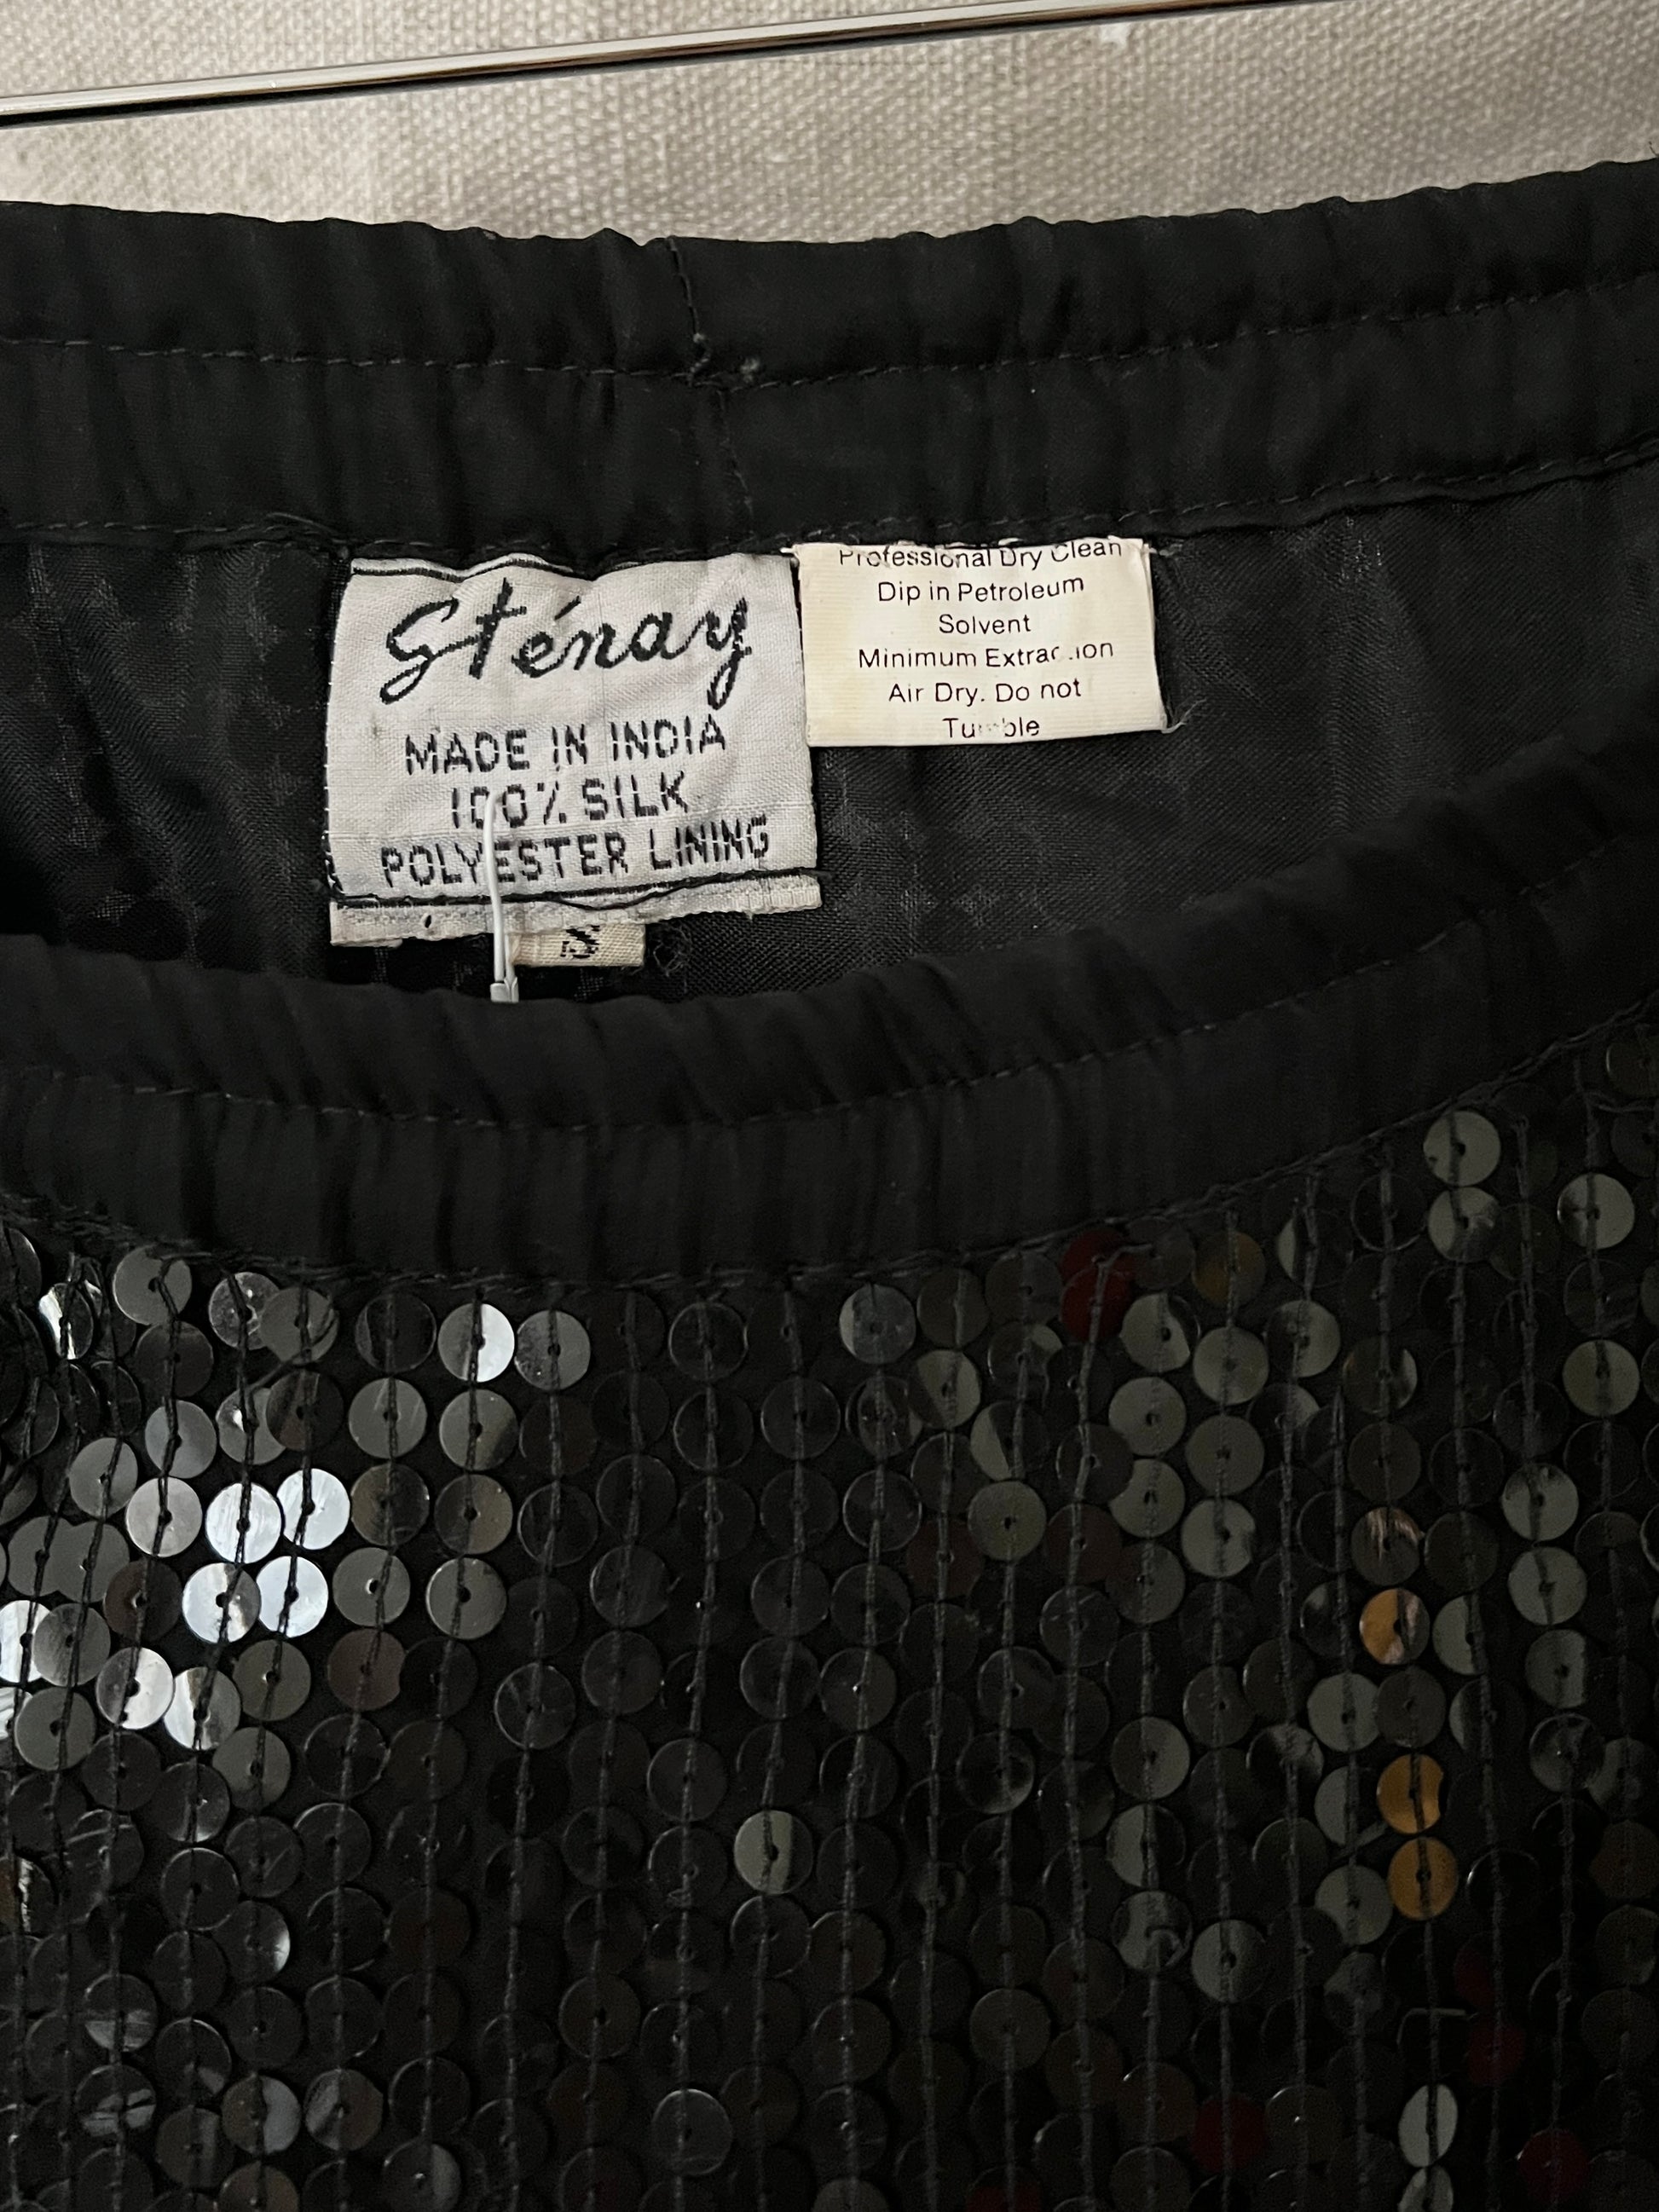 Sténay
MADE IN INDIA
100% SILK
POLYESTER LINING
S
Professional Dry Clean
Dip in Petroleum
Solvent
Minimum Extraction
Air Dry. Do not
Tumble